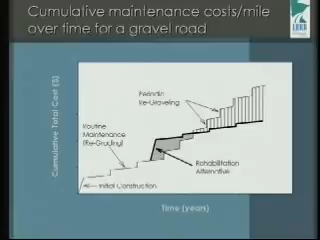 Cumulative maintenance costs/mile
over time for a gravel road
Cumulative Total Cost ($)
Periodic
Re-Graveling
Routine
Maintenance
(Re-Grading)
Rehabilitation
Alternative
Initial Construction
Time (years)